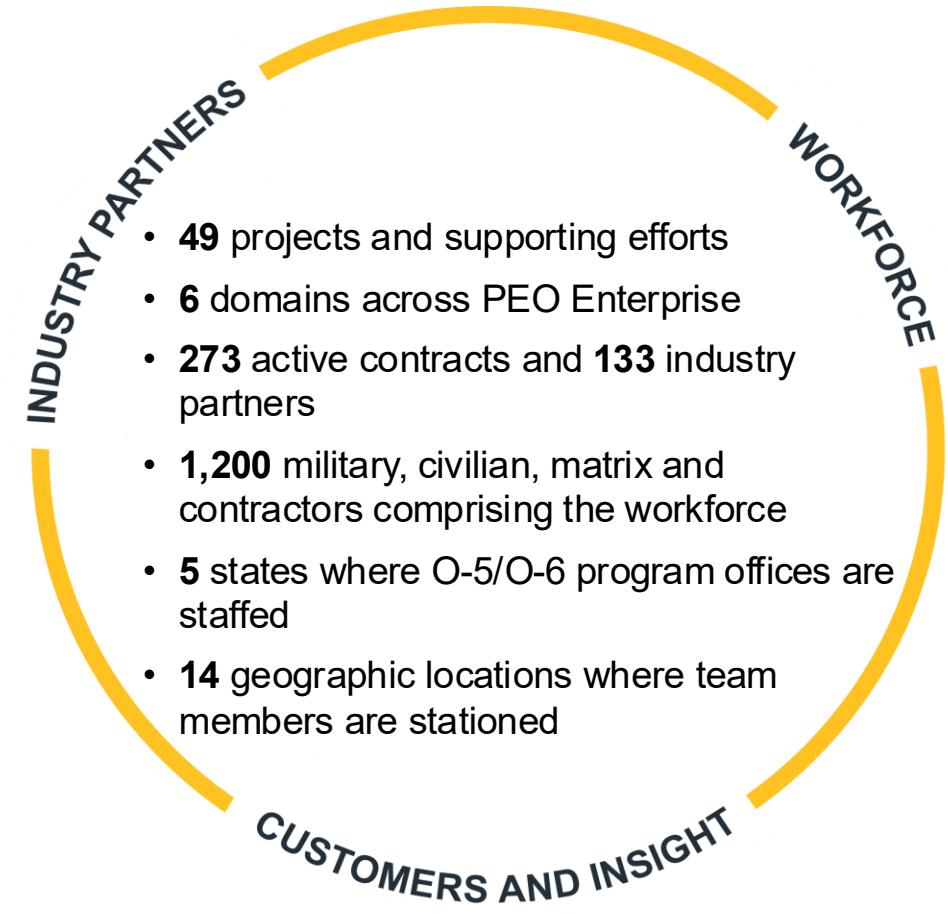 INDUSTRY PARTNERS
WORKFORCE
• 49 projects and supporting efforts
• 6 domains across PEO Enterprise
• 273 active contracts and 133 industry
partners
• 1,200 military, civilian, matrix and
contractors comprising the workforce
• 5 states where O-5/O-6 program offices are
staffed
• 14 geographic locations where team
members are stationed
CUSTOMERS AND INSIGHT